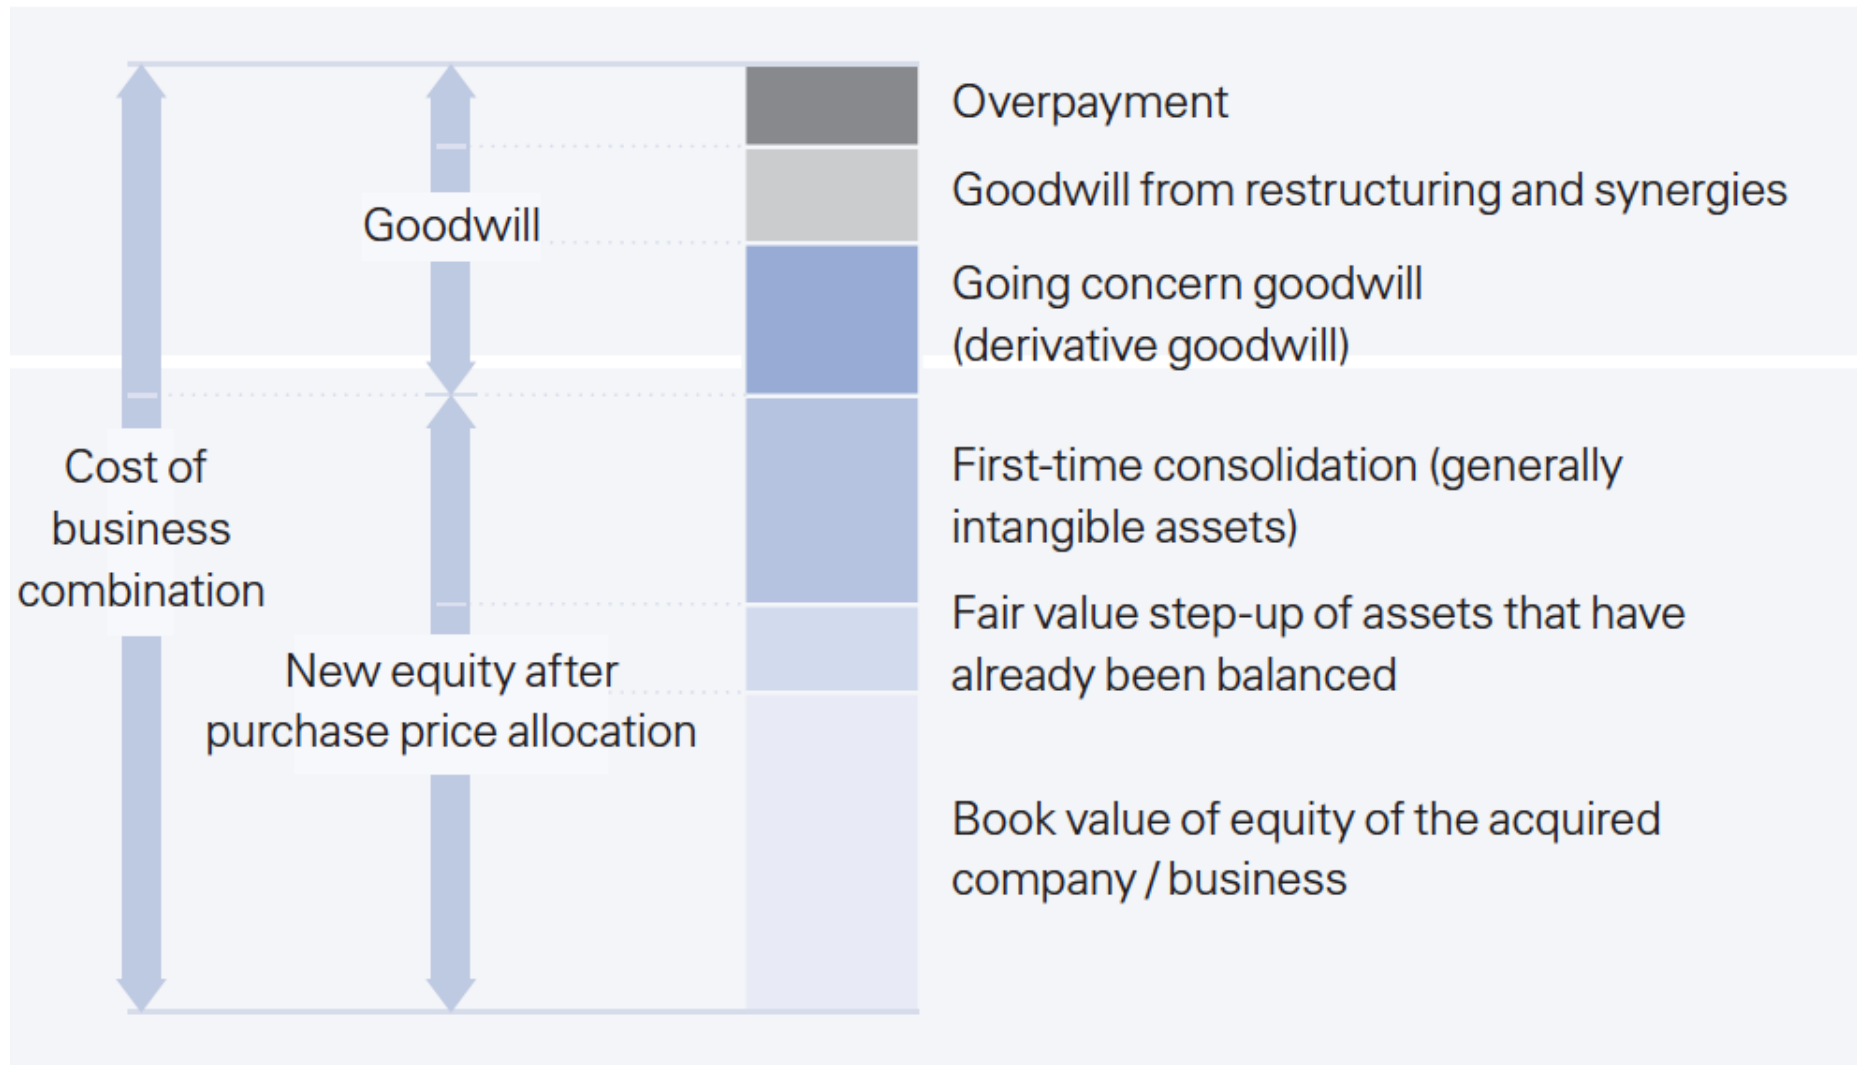 Overpayment
Goodwill from restructuring and synergies
Goodwill
Going concern goodwill
(derivative goodwill)
Cost of
business
combination
First-time consolidation (generally
intangible assets)
Fair value step-up of assets that have
already been balanced
New equity after
purchase price allocation
Book value of equity of the acquired
company / business